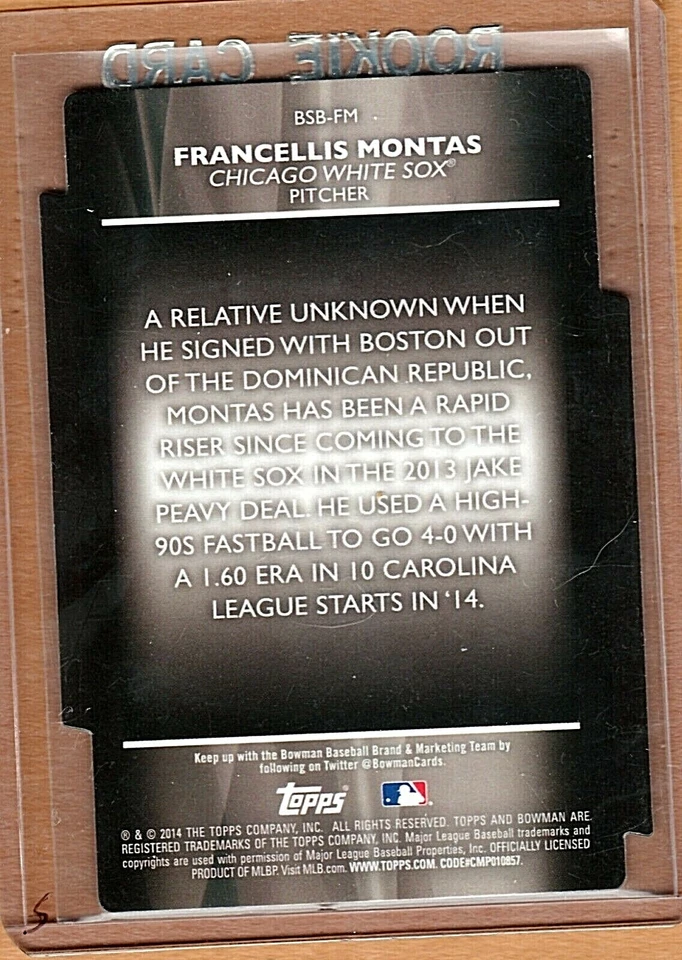 ROOKIE CARD
BSB-FM
FRANCELLIS MONTAS
CHICAGO WHITE SOX®
PITCHER
A RELATIVE UNKNOWN WHEN
HE SIGNED WITH BOSTON OUT
OF THE DOMINICAN REPUBLIC,
MONTAS HAS BEEN A RAPID
RISER SINCE COMING TO THE
WHITE SOX IN THE 2013 JAKE
PEAVY DEAL. HE USED A HIGH-
90S FASTBALL TO GO 4-0 WITH
A 1.60 ERA IN 10 CAROLINA
LEAGUE STARTS IN '14.
Keep up with the Bowman Baseball Brand & Marketing Team by
following on Twitter @BowmanCards.
Topps
® & © 2014 THE TOPPS COMPANY, INC. ALL RIGHTS RESERVED. TOPPS AND BOWMAN ARE
REGISTERED TRADEMARKS OF THE TOPPS COMPANY, INC. Major League Baseball trademarks and
copyrights are used with permission of Major League Baseball Properties, Inc. OFFICIALLY LICENSED
PRODUCT OF MLBP. Visit MLB.com. WWW.TOPPS.COM. CODE#CMP010857.
5